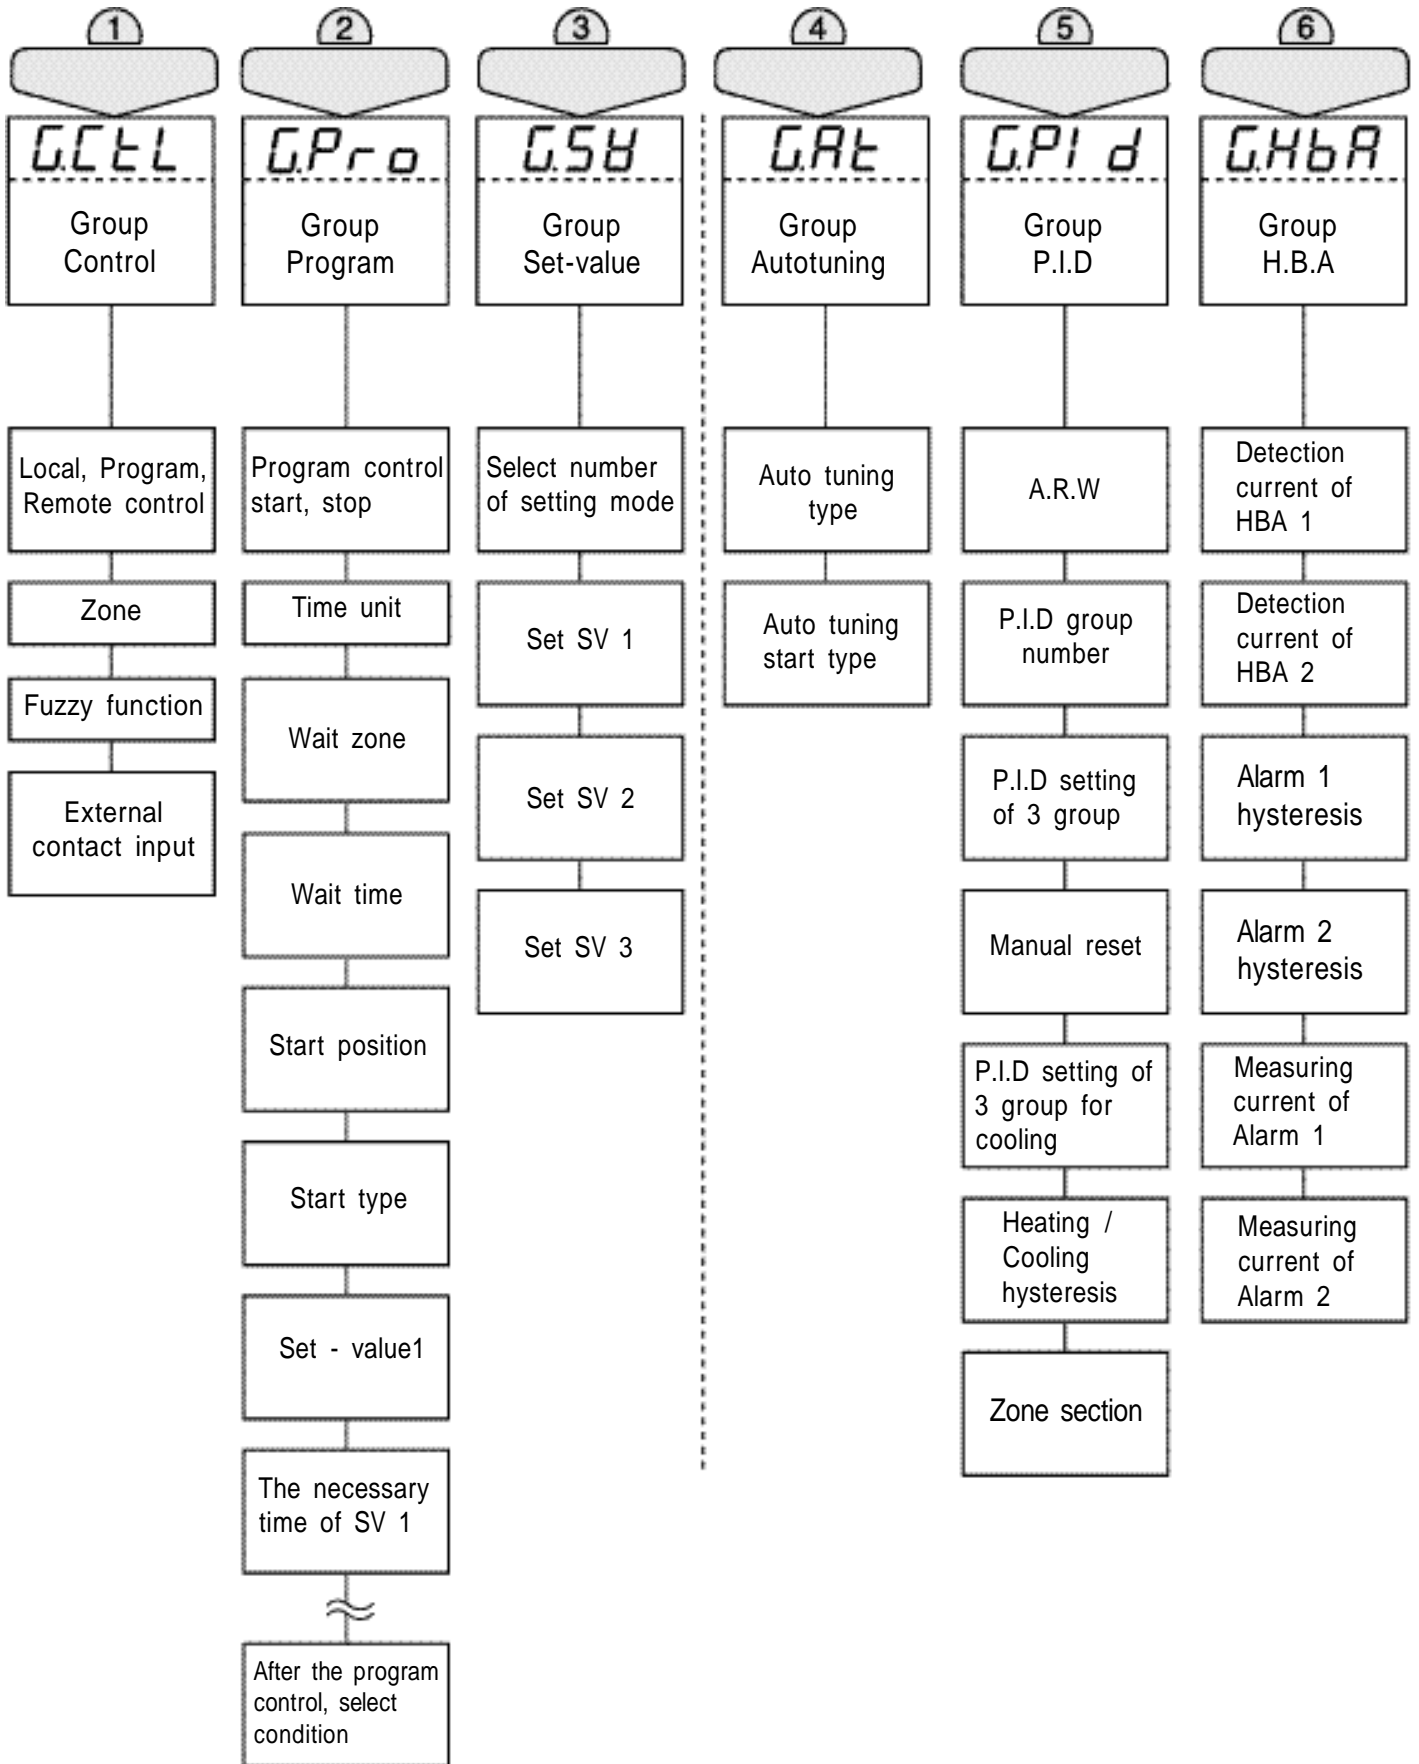 1
G.CtL
Group
Control
Local, Program,
Remote control
Zone
Fuzzy function
External
contact input
2
G.Pro
Group
Program
Program control
start, stop
Time unit
Wait zone
Wait time
Start position
Start type
Set - value1
The necessary
time of SV 1
After the program
control, select
condition
3
G.SV
Group
Set-value
Select number
of setting mode
Set SV 1
Set SV 2
Set SV 3
4
G.At
Group
Autotuning
Auto tuning
type
Auto tuning
start type
5
G.PId
Group
P.I.D
A.R.W
P.I.D group
number
P.I.D setting
of 3 group
Manual reset
P.I.D setting of
3 group for
cooling
Heating /
Cooling
hysteresis
Zone section
6
G.HbA
Group
H.B.A
Detection
current of
HBA 1
Detection
current of
HBA 2
Alarm 1
hysteresis
Alarm 2
hysteresis
Measuring
current of
Alarm 1
Measuring
current of
Alarm 2